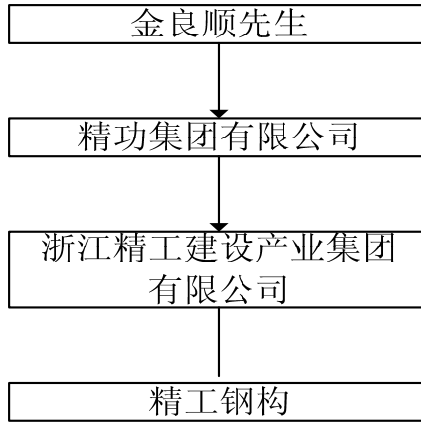 金良顺先生
精功集团有限公司
浙江精工建设产业集团
有限公司
精工钢构